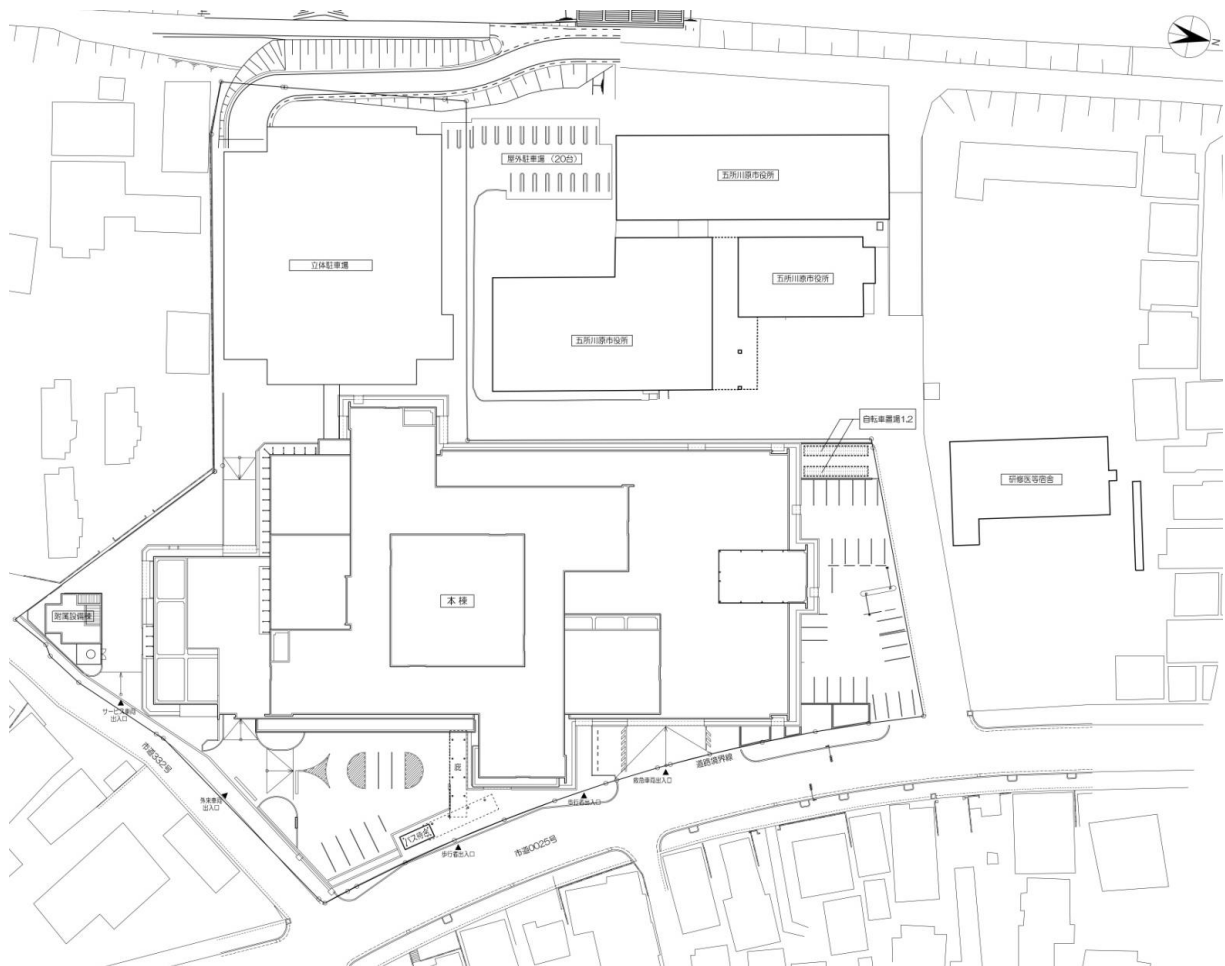 N
屋外駐車場 (20台)
五所川原市役所
立体駐車場
五所川原市役所
五所川原市役所
自転車置場1,2
研修医等宿舎
本棟
附属設備棟
サービス車両
出入口
市道332号
外来車両
出入口
庇
バス待合
歩行者出入口
歩行者出入口
救急車両出入口
道路境界線
市道0025号